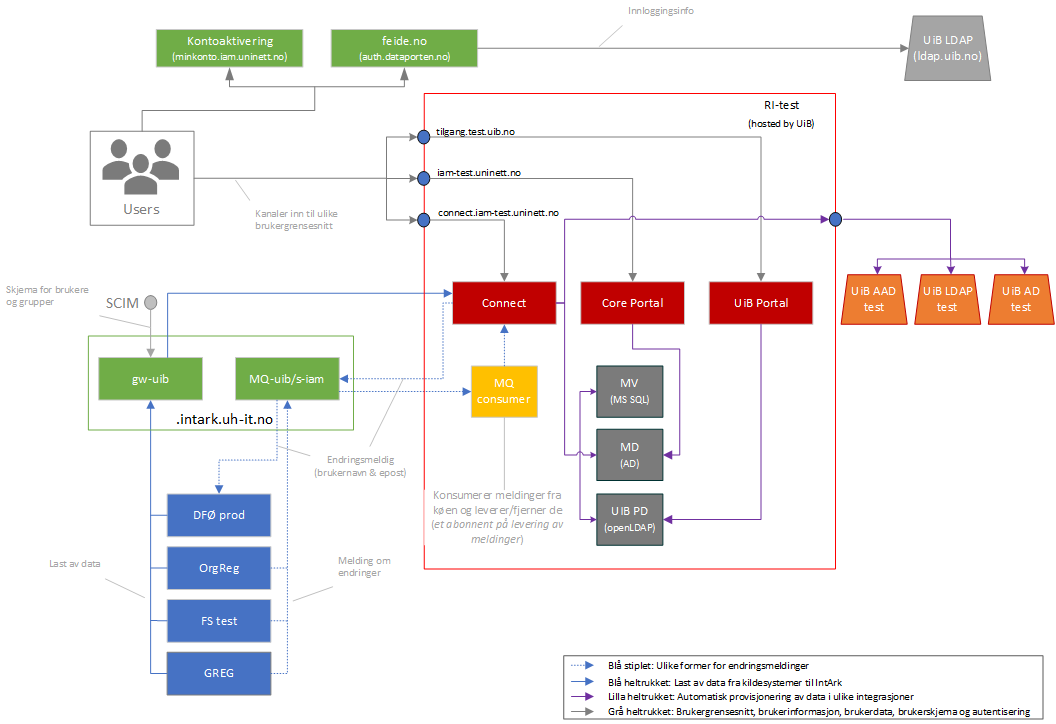 Innloggingsinfo
Kontoaktivering
(minkonto.iam.uninett.no)
feide.no
(auth.dataporten.no)
UiB LDAP
(ldap.uib.no)
RI-test
(hosted by UiB)
tilgang.test.uib.no
iam-test.uninett.no
connect.iam-test.uninett.no
Users
Kanaler inn til ulike
brukergrensesnitt
Skjema for brukere
og grupper
SCIM
Connect
Core Portal
UiB Portal
UiB AAD
test
UiB LDAP
test
UiB AD
test
gw-uib
MQ-uib/s-iam
.intark.uh-it.no
MQ
consumer
MV
(MS SQL)
MD
(AD)
UIB PD
(openLDAP)
Endringsmeldig
(brukernavn & epost)
Konsumerer meldinger fra
køen og leverer/fjerner de
(et abonnent på levering av
meldinger)
DFØ prod
OrgReg
FS test
GREG
Last av data
Melding om
endringer
Blå stiplet: Ulike former for endringsmeldinger
Blå heltrukket: Last av data fra kildesystemer til IntArk
Lilla heltrukket: Automatisk provisjonering av data i ulike integrasjoner
Grå heltrukket: Brukergrensesnitt, brukerinformasjon, brukerdata, brukerskjema og autentisering